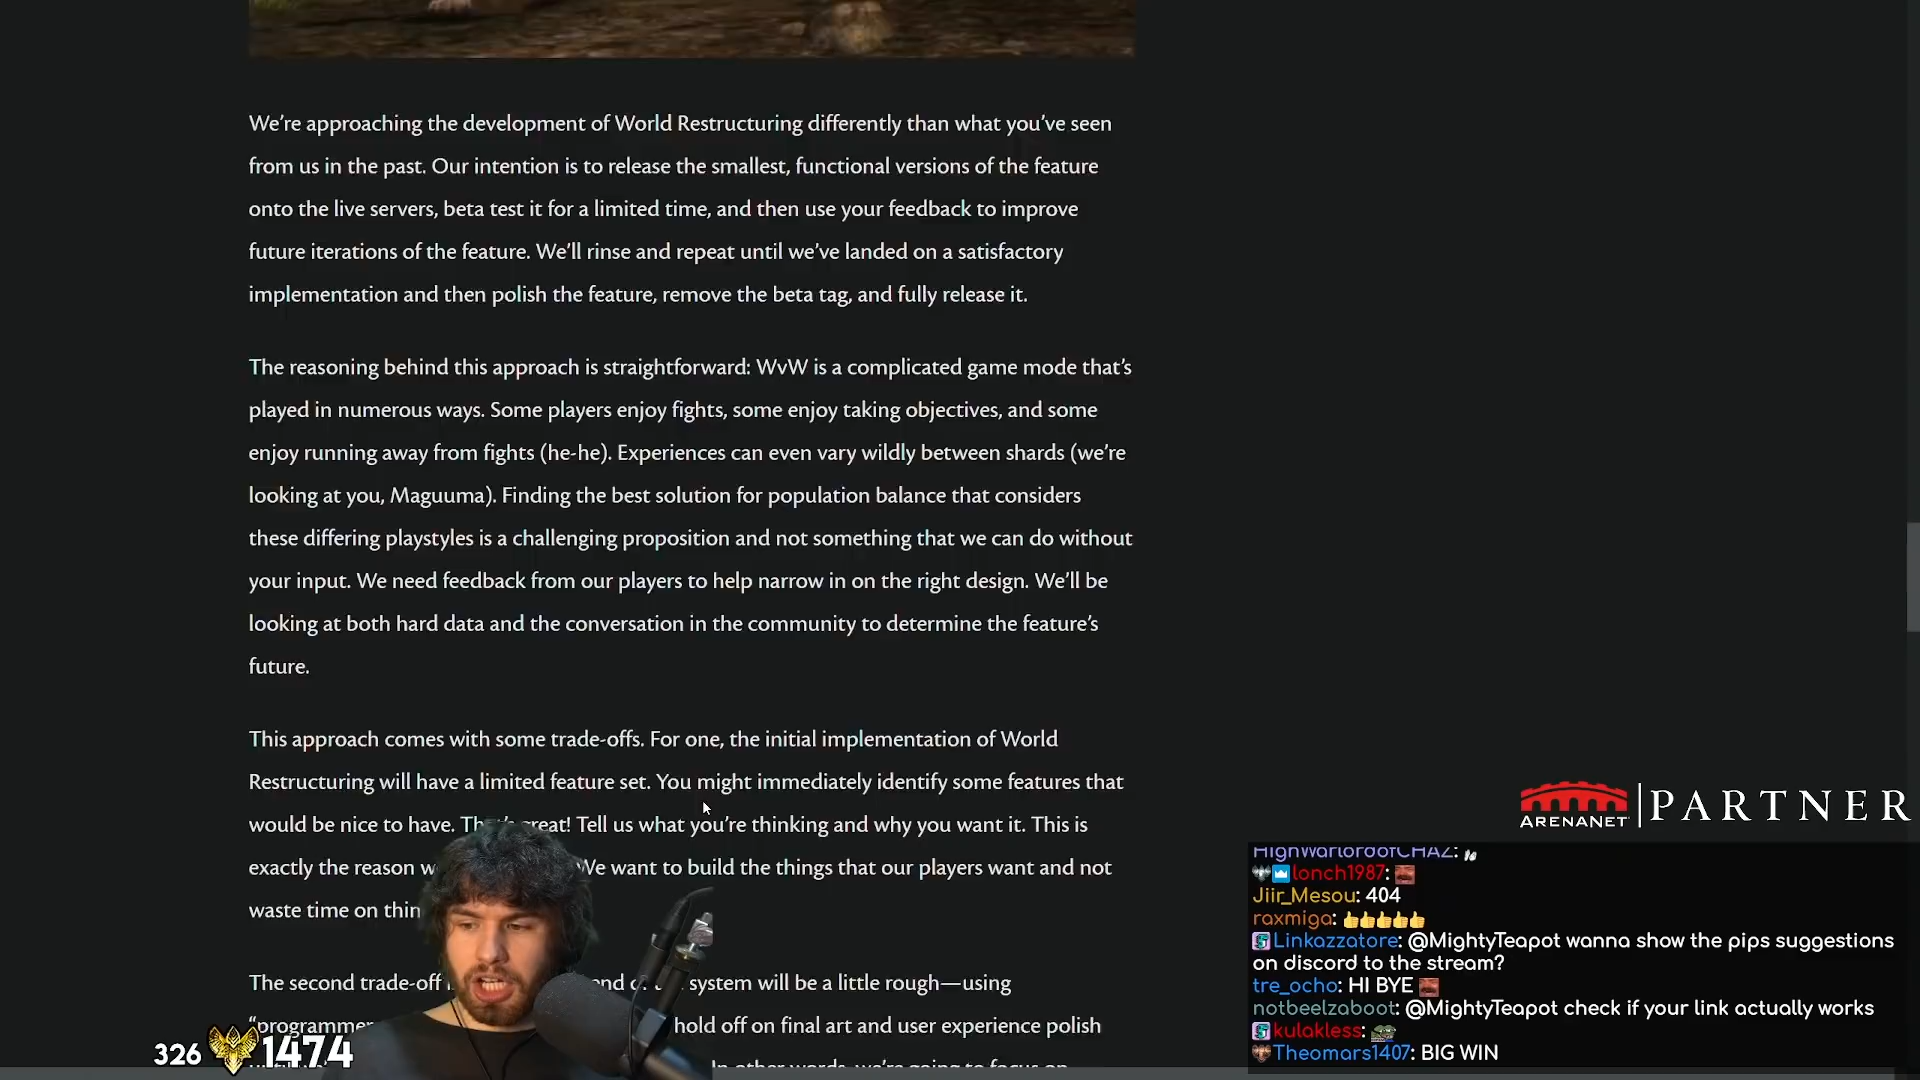 We're approaching the development of World Restructuring differently than what you've seen
from us in the past. Our intention is to release the smallest, functional versions of the feature
onto the live servers, beta test it for a limited time, and then use your feedback to improve
future iterations of the feature. We'll rinse and repeat until we've landed on a satisfactory
implementation and then polish the feature, remove the beta tag, and fully release it.
The reasoning behind this approach is straightforward: WvW is a complicated game mode that's
played in numerous ways. Some players enjoy fights, some enjoy taking objectives, and some
enjoy running away from fights (he-he). Experiences can even vary wildly between shards (we're
looking at you, Maguuma). Finding the best solution for population balance that considers
these differing playstyles is a challenging proposition and not something that we can do without
your input. We need feedback from our players to help narrow in on the right design. We'll be
looking at both hard data and the conversation in the community to determine the feature's
future.
This approach comes with some trade-offs. For one, the initial implementation of World
Restructuring will have a limited feature set. You might immediately identify some features that
would be nice to have. That's great! Tell us what you're thinking and why you want it. This is
exactly the reason We want to build the things that our players want and not
waste time on
The second trade-off system will be a little rough—using
"programmer hold off on final art and user experience polish
In other words, we're going to focus on
326 1474
ARENANET PARTNER
HighWarlordofCHAZ:
lonch1987:
Jiir_Mesou: 404
raxmiga: 👍👍👍👍👍
Linkazzatore: @MightyTeapot wanna show the pips suggestions
on discord to the stream?
tre_ocho: HI BYE
notbeelzaboot: @MightyTeapot check if your link actually works
kulakless:
Theomars1407: BIG WIN